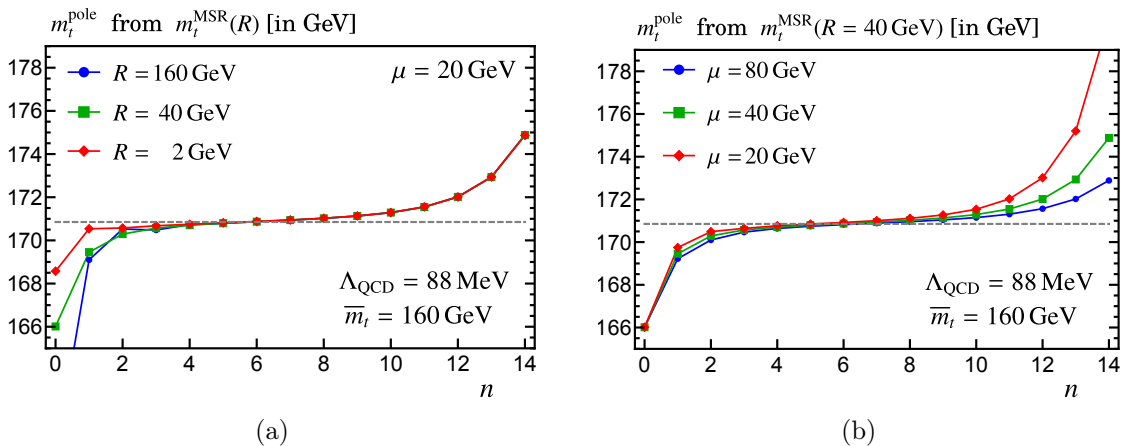 m_t^pole from m_t^MSR(R) [in GeV]
178
176
174
172
170
168
166
R = 160 GeV
R = 40 GeV
R = 2 GeV
μ = 20 GeV
Λ_QCD = 88 MeV
m̅_t = 160 GeV
0 2 4 6 8 10 12 14
n
(a)
m_t^pole from m_t^MSR(R = 40 GeV) [in GeV]
178
176
174
172
170
168
166
μ = 80 GeV
μ = 40 GeV
μ = 20 GeV
Λ_QCD = 88 MeV
m̅_t = 160 GeV
0 2 4 6 8 10 12 14
n
(b)